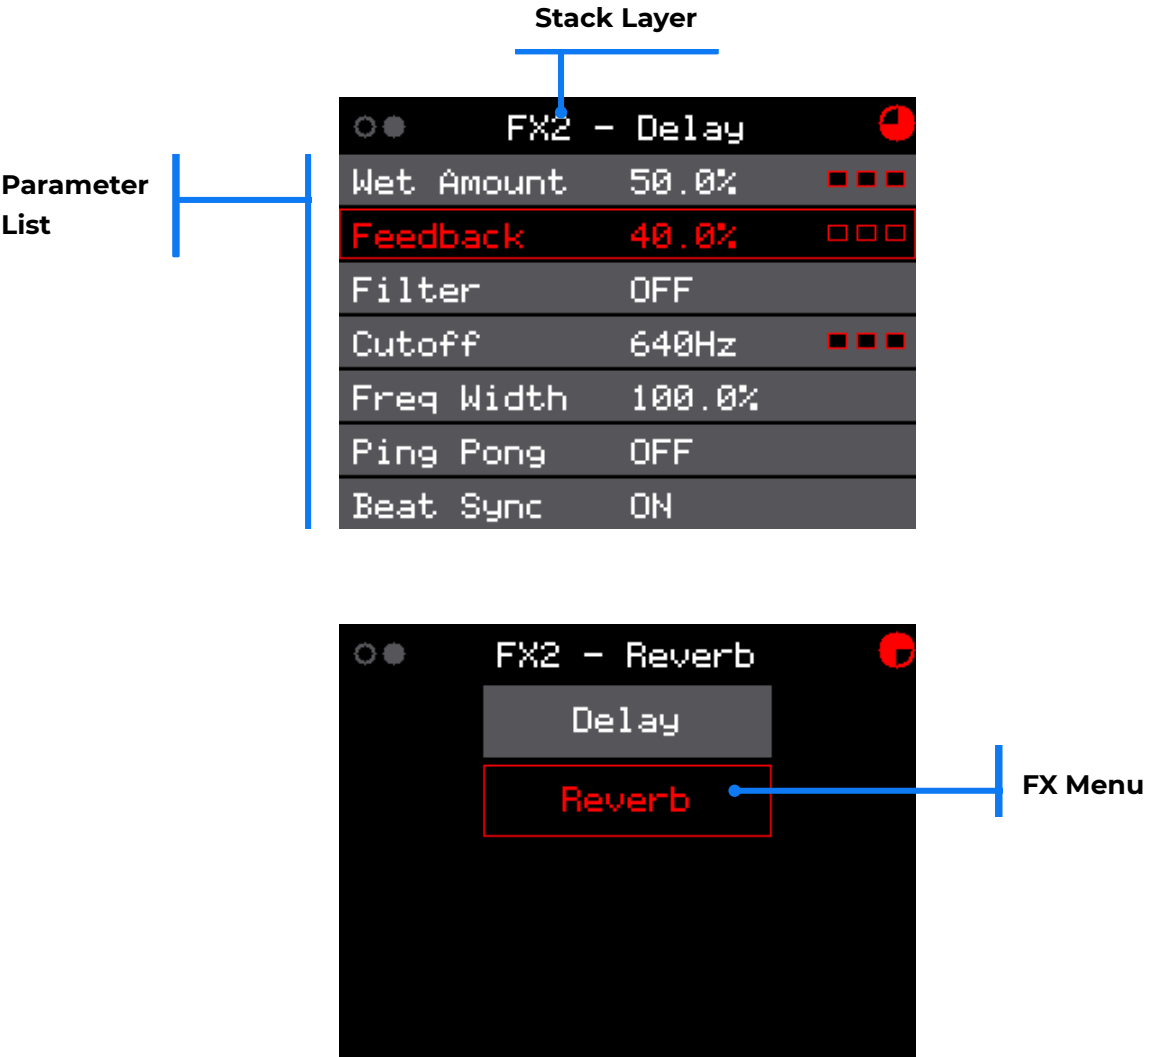 Stack Layer
FX2 - Delay
Parameter
List
Wet Amount 50.0%
Feedback 40.0%
Filter OFF
Cutoff 640Hz
Freq Width 100.0%
Ping Pong OFF
Beat Sync ON
FX2 - Reverb
Delay
Reverb
FX Menu